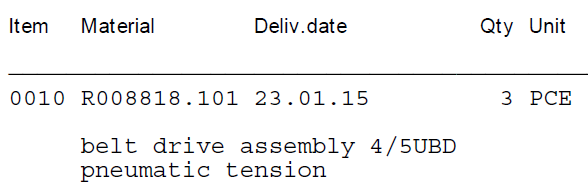 Item Material Deliv.date Qty Unit
0010 R008818.101 23.01.15 3 PCE
belt drive assembly 4/5UBD
pneumatic tension